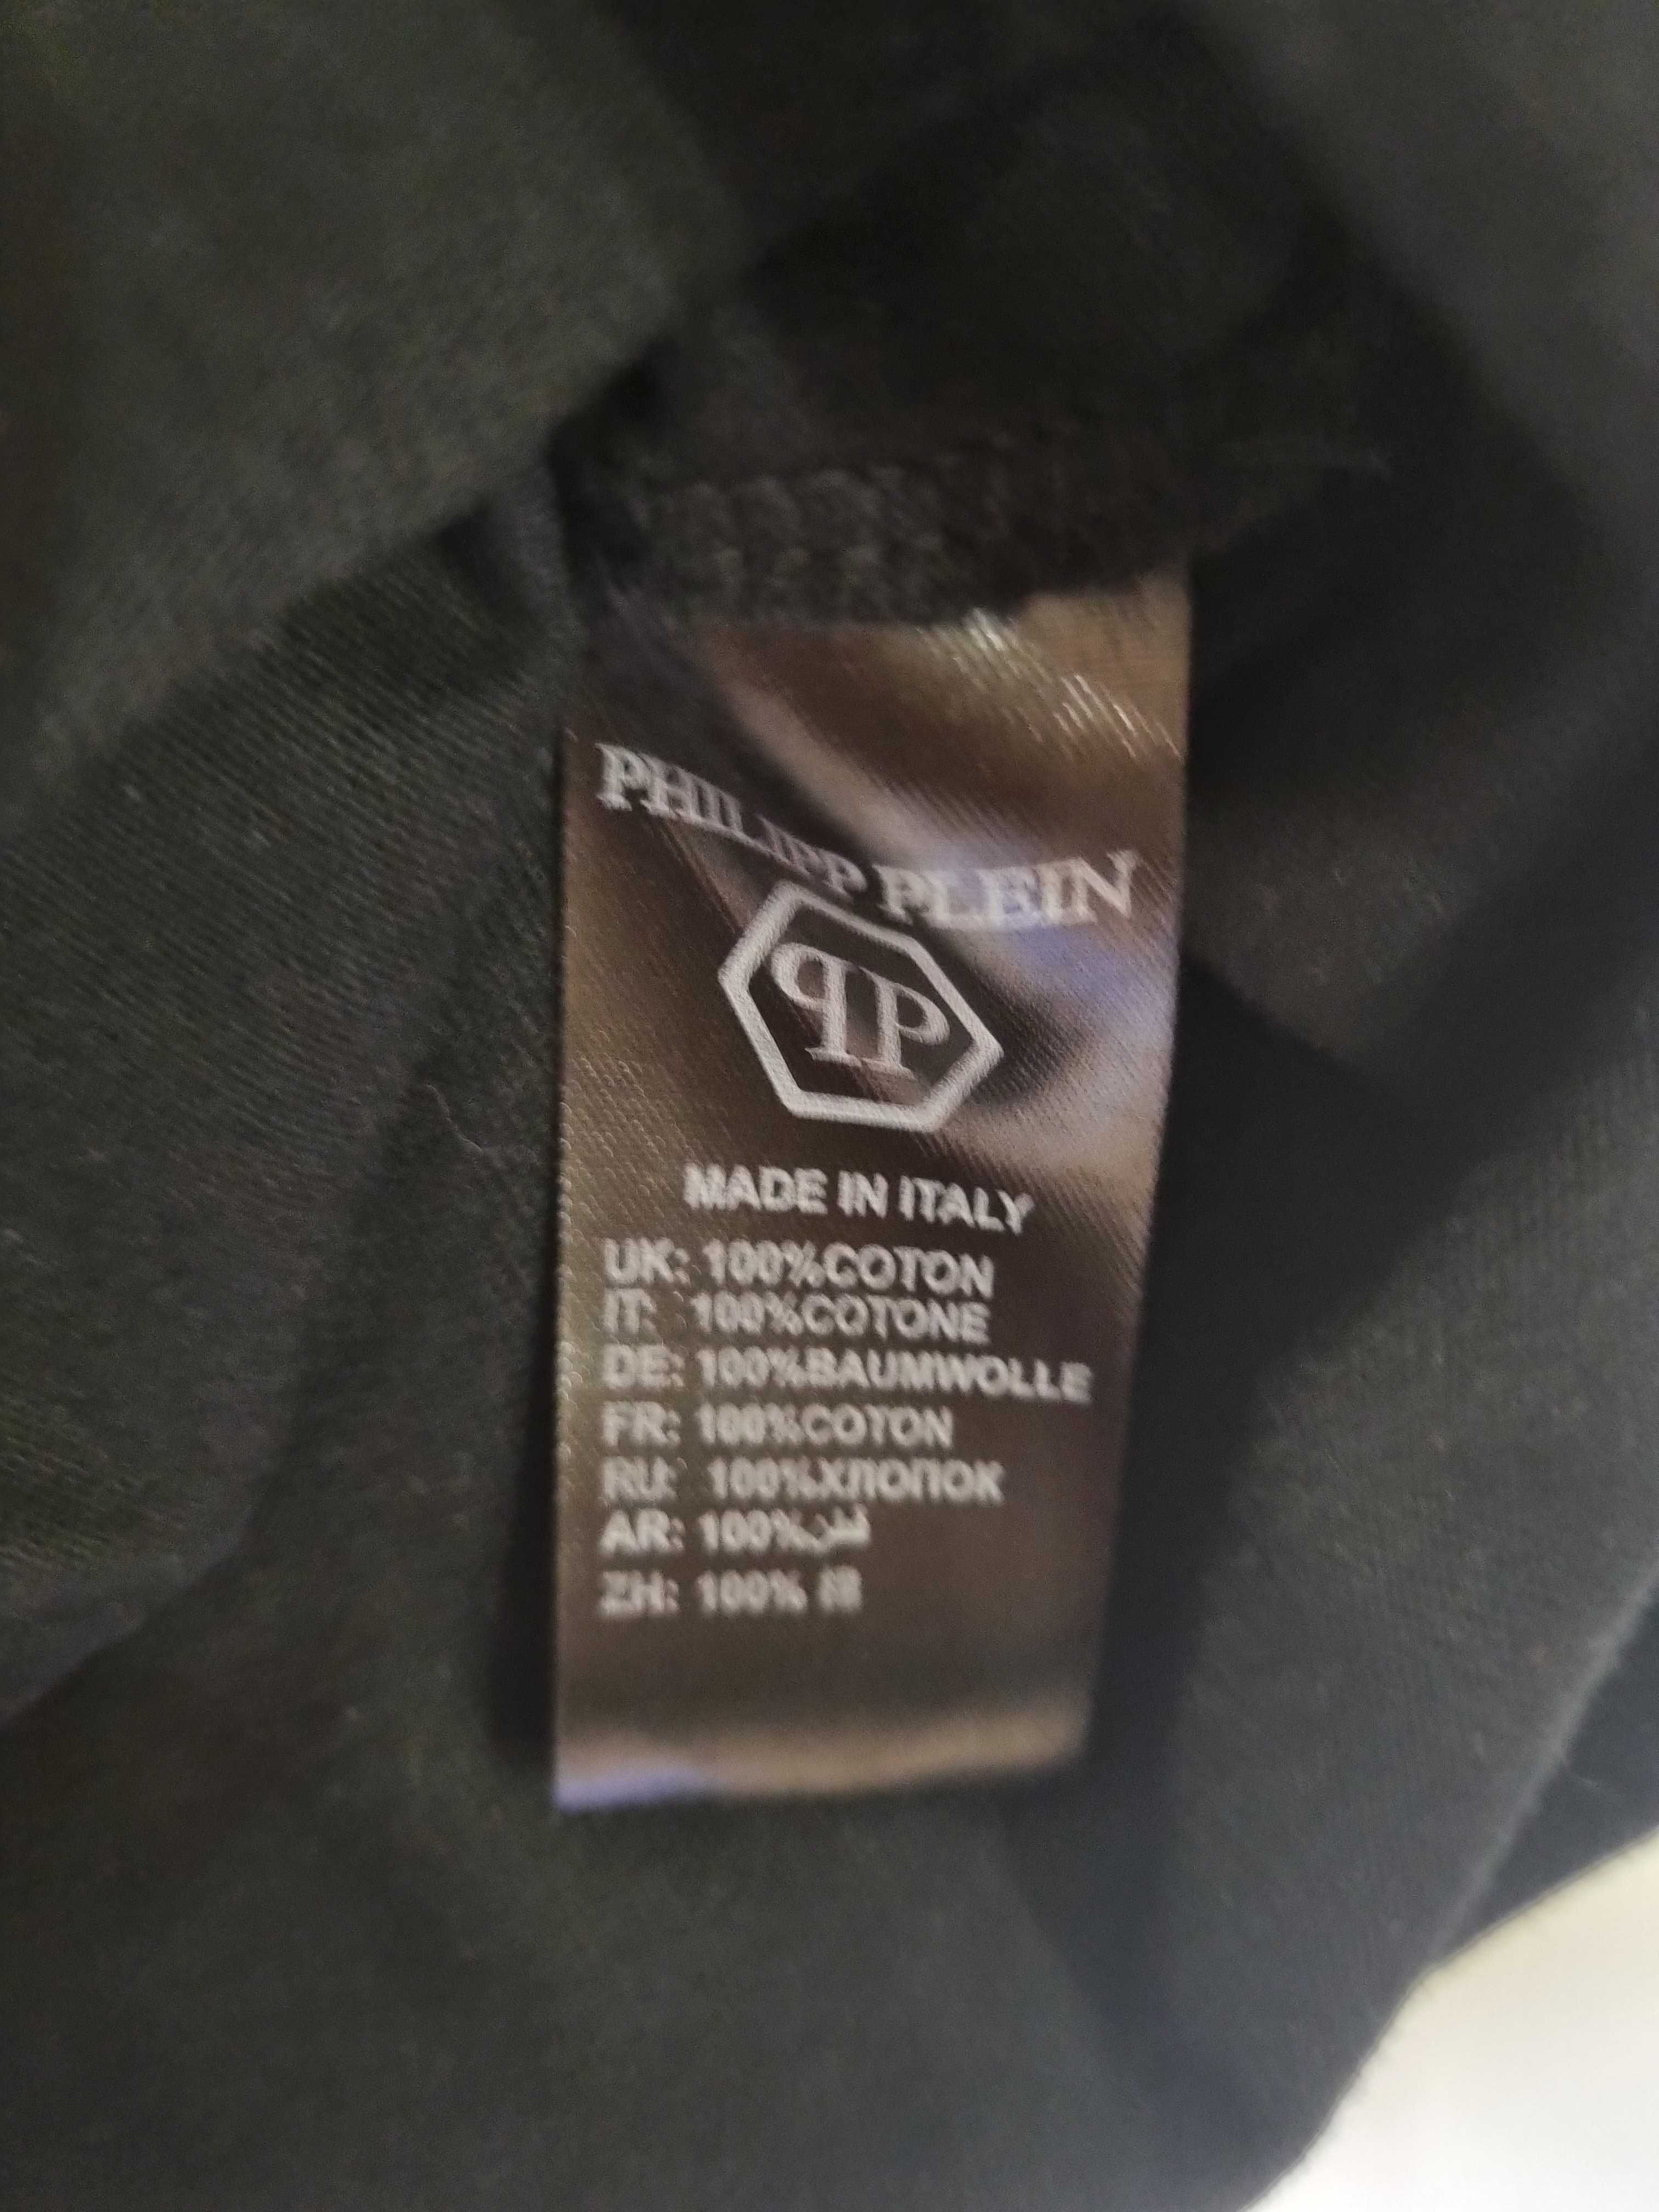 PHILIPP PLEIN
PP
MADE IN ITALY
UK: 100%COTON
IT: 100%COTONE
DE: 100%BAUMWOLLE
FR: 100%COTON
RU: 100%ХЛОПОК
AR: 100%
ZH: 100%